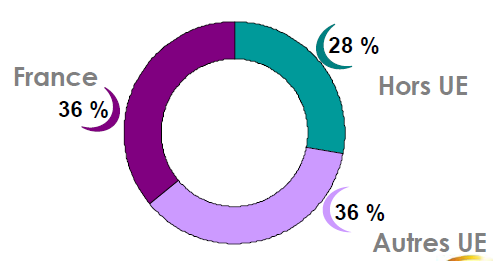 28 %
Hors UE
France
36 %
36 %
Autres UE